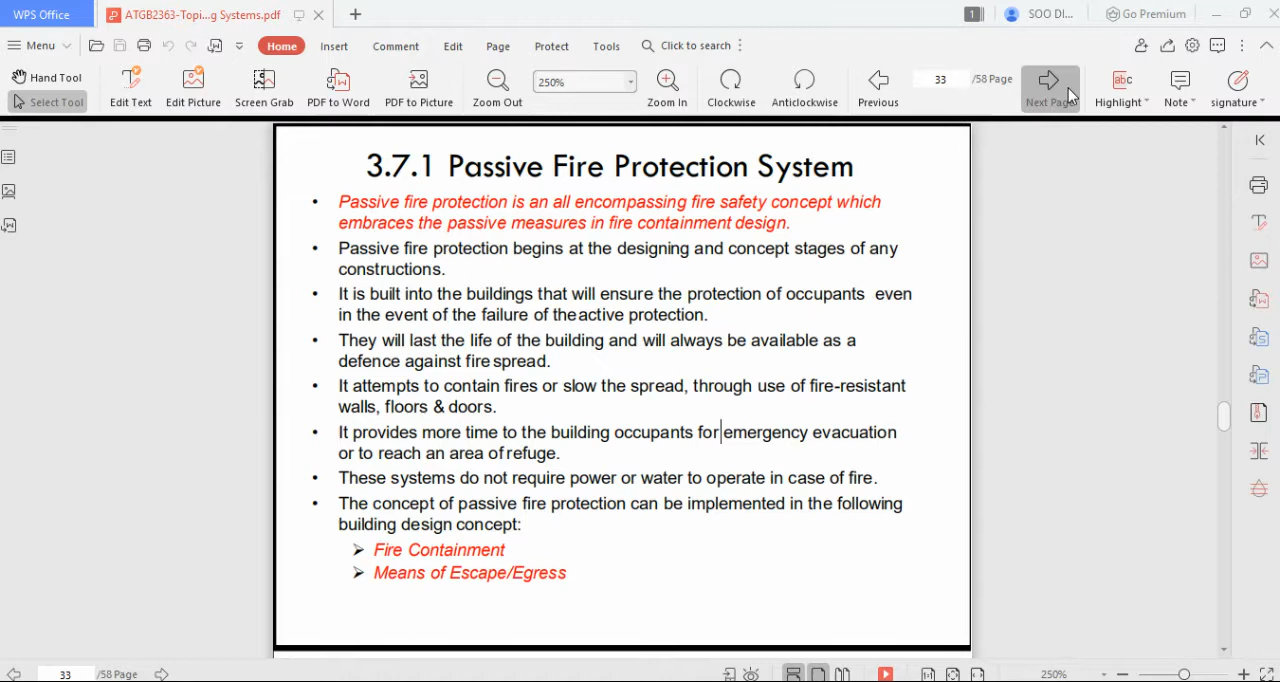 WPS Office
ATGB2363-Topi...g Systems.pdf
1
SOO DI...
Go Premium
Menu
Home
Insert
Comment
Edit
Page
Protect
Tools
Click to search
Hand Tool
Select Tool
Edit Text
Edit Picture
Screen Grab
PDF to Word
PDF to Picture
Zoom Out
250%
Zoom In
Clockwise
Anticlockwise
Previous
33
/58 Page
Next Page
Highlight
Note
signature
3.7.1 Passive Fire Protection System
• Passive fire protection is an all encompassing fire safety concept which
embraces the passive measures in fire containment design.
• Passive fire protection begins at the designing and concept stages of any
constructions.
• It is built into the buildings that will ensure the protection of occupants even
in the event of the failure of the active protection.
• They will last the life of the building and will always be available as a
defence against fire spread.
• It attempts to contain fires or slow the spread, through use of fire-resistant
walls, floors & doors.
• It provides more time to the building occupants for emergency evacuation
or to reach an area of refuge.
• These systems do not require power or water to operate in case of fire.
• The concept of passive fire protection can be implemented in the following
building design concept:
➢ Fire Containment
➢ Means of Escape/Egress
33
/58 Page
250%